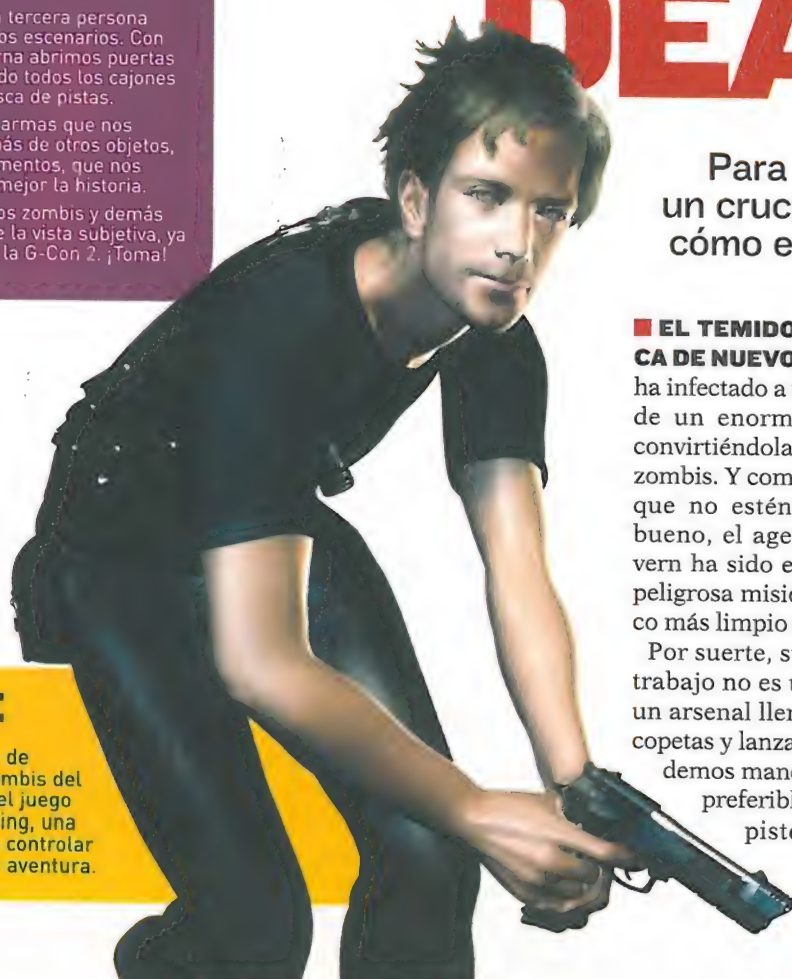 tercera persona
os escenarios. Con
rna abrimos puertas
do todos los cajones
sca de pistas.
armas que nos
ás de otros objetos,
mentos, que nos
mejor la historia.
os zombis y demás
e la vista subjetiva, ya
la G-Con 2. ¡Toma!
DEA
Para
un cruc
cómo e
EL TEMIDO
CA DE NUEVO
ha infectado a
de un enorm
convirtiéndola
zombis. Y com
que no estén
bueno, el age
vern ha sido e
peligrosa misi
co más limpio
Por suerte, s
trabajo no es
un arsenal ller
copetas y lanza
demos mane
preferibl
pisto
de
mbis del
el juego
ing, una
controlar
aventura.